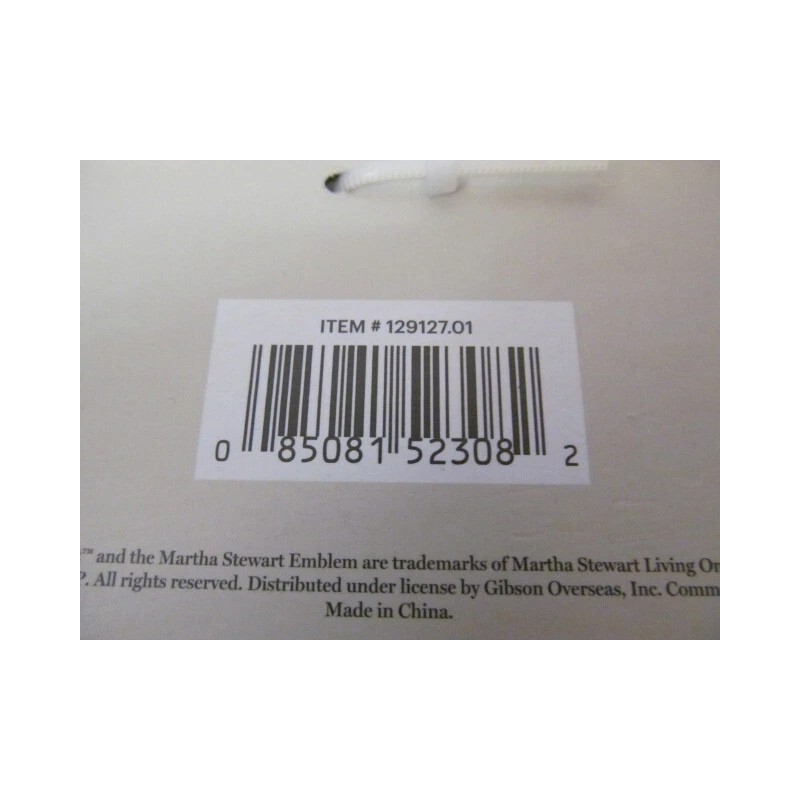 ITEM # 129127.01
0 85081 52308 2
™ and the Martha Stewart Emblem are trademarks of Martha Stewart Living
. All rights reserved. Distributed under license by Gibson Overseas, Inc.
Made in China.